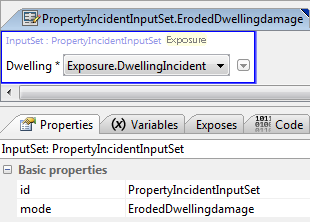 PropertyIncidentInputSet.ErodedDwellingdamage
InputSet : PropertyIncidentInputSet Exposure
Dwelling * Exposure.DwellingIncident
Properties (x) Variables Exposes Code
InputSet: PropertyIncidentInputSet
Basic properties
id PropertyIncidentInputSet
mode ErodedDwellingdamage